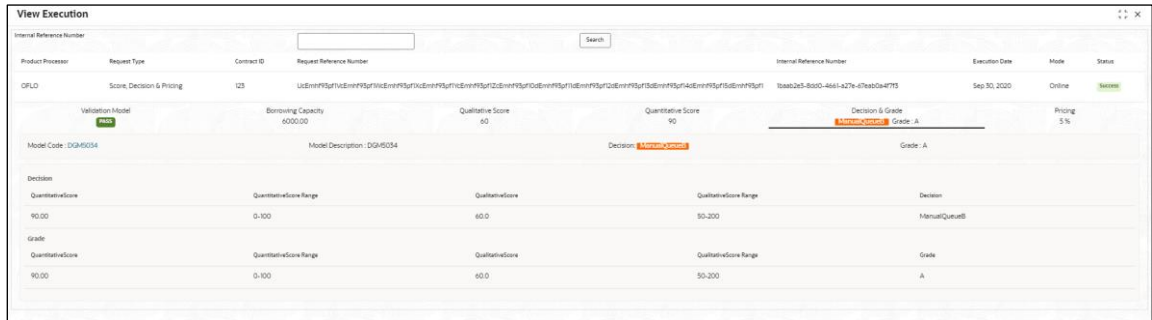 View Execution
Internal Reference Number Search
Product Processor Request Type Contract ID Request Reference Number Internal Reference Number Execution Date Mode Status
OFLO Score, Decision & Pricing 123 Sep 30, 2020 Online Success
Validation Model Borrowing Capacity Qualitative Score Quantitative Score Decision & Grade Pricing
PASS 6000.00 60 90 ManualQueueB Grade : A 5 %
Model Code : DGM5034 Model Description : DGM5034 Decision: ManualQueueB Grade : A
Decision
QuantitativeScore QuantitativeScore Range QualitativeScore QualitativeScore Range Decision
90.00 0-100 60.0 50-200 ManualQueueB
Grade
QuantitativeScore QuantitativeScore Range QualitativeScore QualitativeScore Range Grade
90.00 0-100 60.0 50-200 A